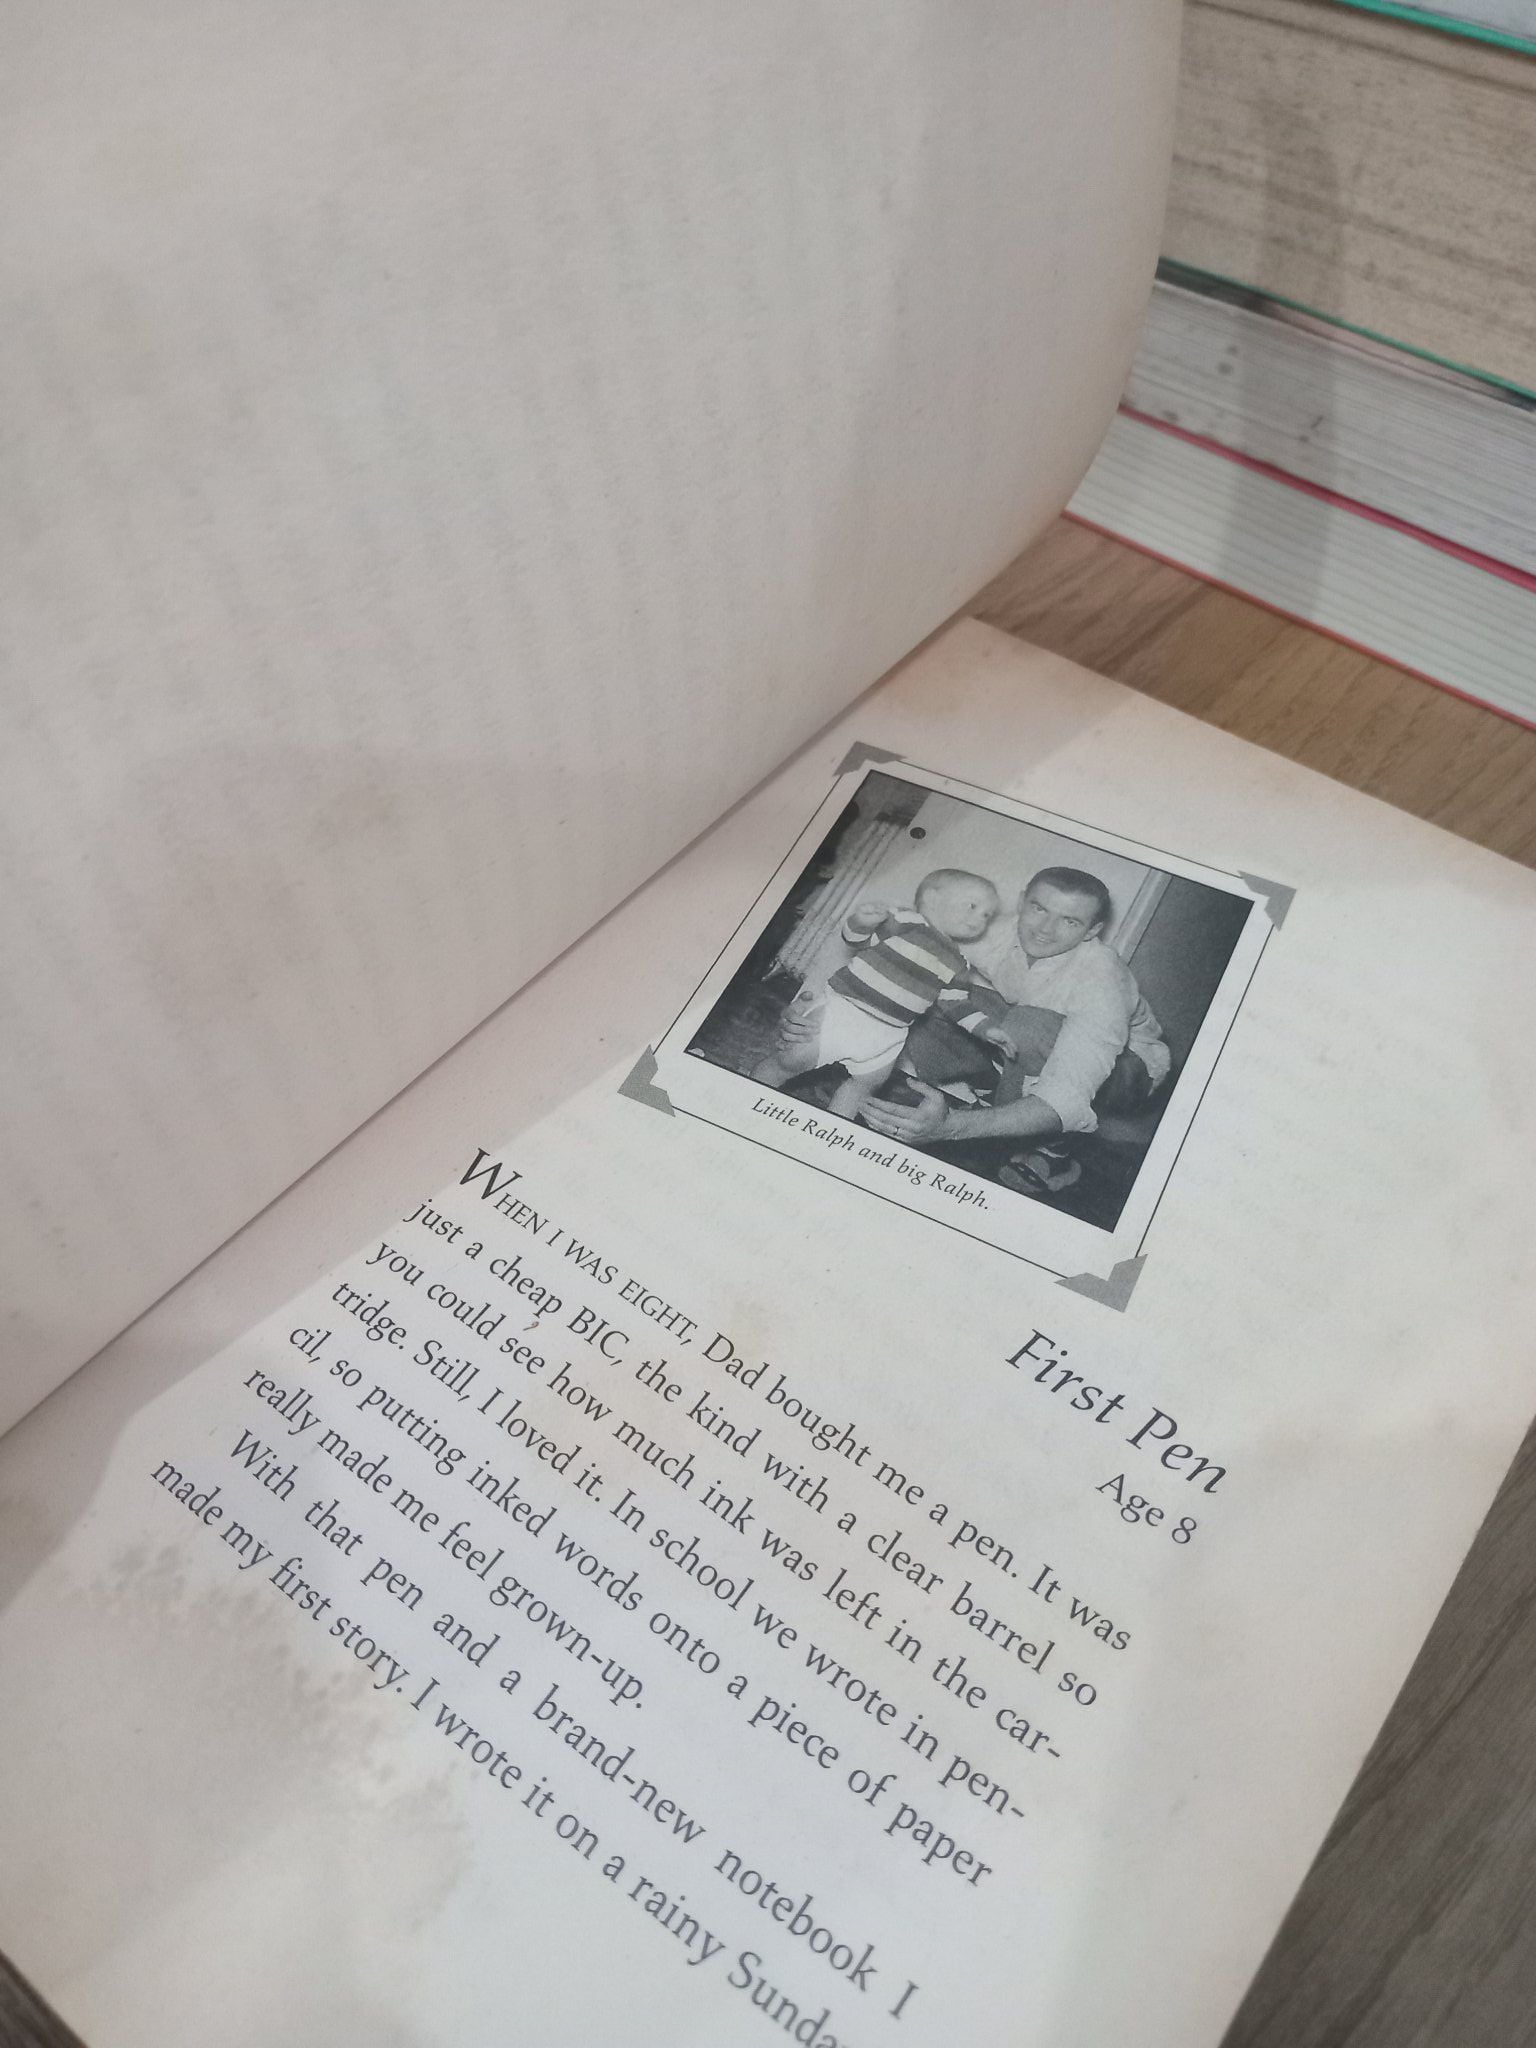 Little Ralph and big Ralph.
First Pen
Age 8
WHEN I WAS EIGHT, Dad bought me a pen. It was
just a cheap BIC, the kind with a clear barrel so
you could see how much ink was left in the car-
tridge. Still, I loved it. In school we wrote in pen-
cil, so putting inked words onto a piece of paper
really made me feel grown-up.
With that pen and a brand-new notebook I
made my first story. I wrote it on a rainy Sunda